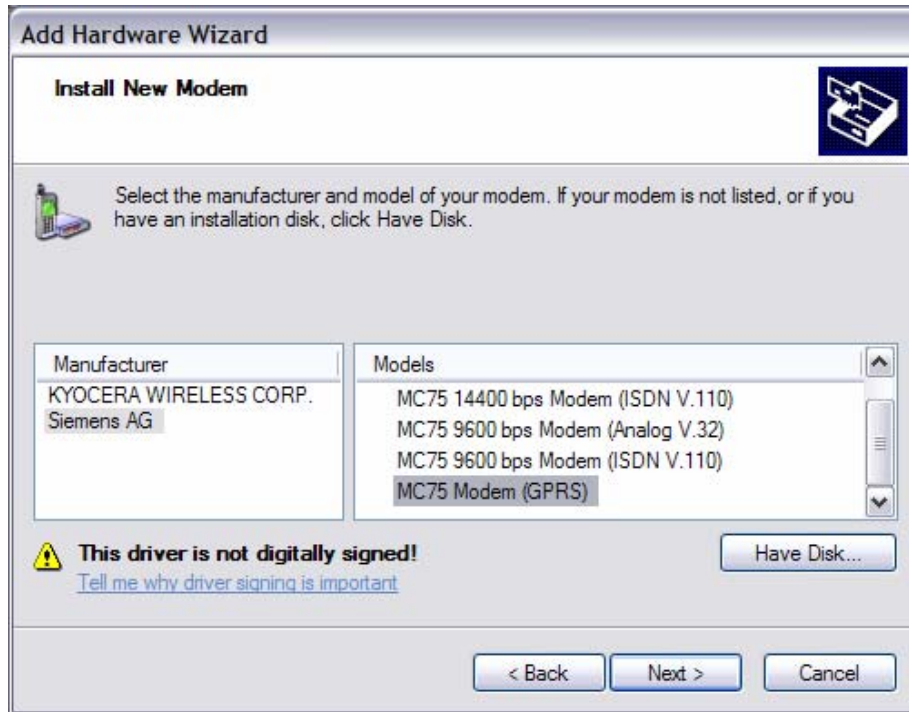 Add Hardware Wizard
Install New Modem
Select the manufacturer and model of your modem. If your modem is not listed, or if you
have an installation disk, click Have Disk.
Manufacturer
KYOCERA WIRELESS CORP.
Siemens AG
Models
MC75 14400 bps Modem (ISDN V.110)
MC75 9600 bps Modem (Analog V.32)
MC75 9600 bps Modem (ISDN V.110)
MC75 Modem (GPRS)
This driver is not digitally signed!
Tell me why driver signing is important
Have Disk...
< Back
Next >
Cancel